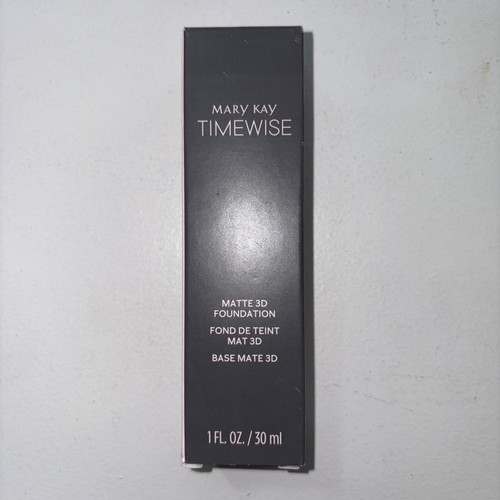 MARY KAY
TIMEWISE
MATTE 3D
FOUNDATION
FOND DE TEINT
MAT 3D
BASE MATE 3D
1 FL. OZ. / 30 ml